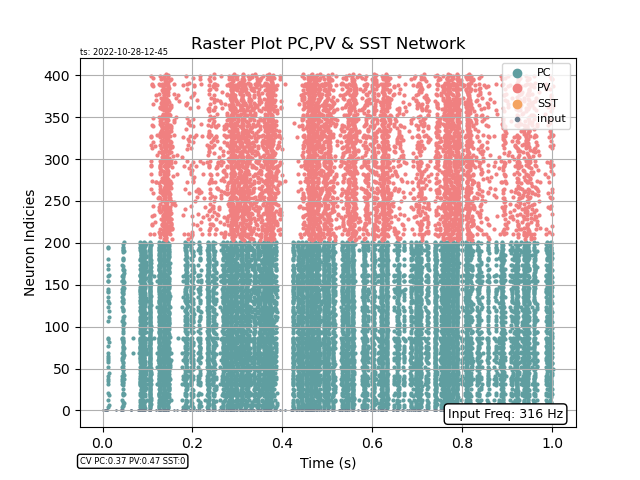 ts: 2022-10-28-12-45
Raster Plot PC,PV & SST Network
PC
PV
SST
input
400
350
300
250
200
150
100
50
0
Neuron Indicies
Input Freq: 316 Hz
0.0 0.2 0.4 0.6 0.8 1.0
Time (s)
CV PC:0.37 PV:0.47 SST:0